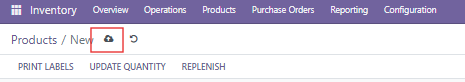 Inventory Overview Operations Products Purchase Orders Reporting Configuration
Products / New
PRINT LABELS UPDATE QUANTITY REPLENISH